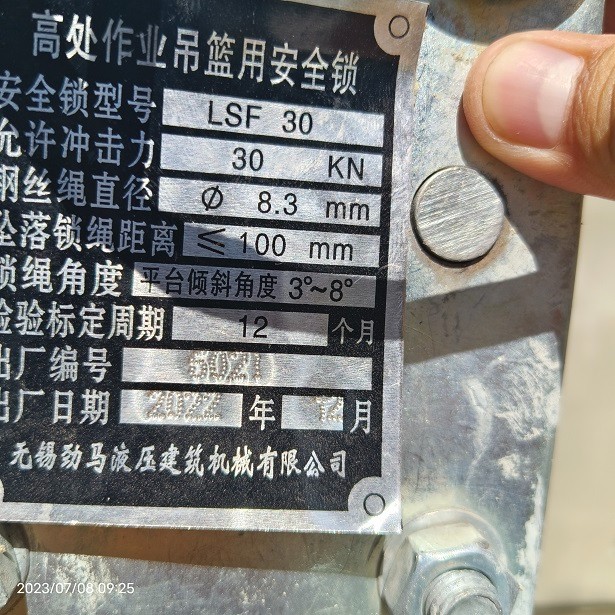 高处作业吊篮用安全锁
安全锁型号 LSF 30
允许冲击力 30 KN
钢丝绳直径 Ø 8.3 mm
坠落锁绳距离 ≤100 mm
锁绳角度 平台倾斜角度 3°~8°
检验标定周期 12 个月
出厂编号 6021
出厂日期 2022 年 12 月
无锡劲马液压建筑机械有限公司
2023/07/08 09:25